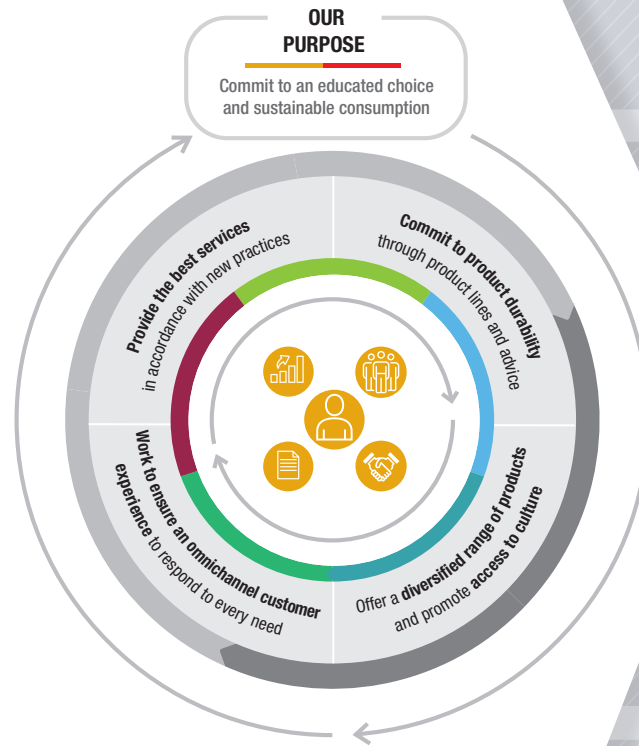 OUR
PURPOSE
Commit to an educated choice
and sustainable consumption
Provide the best services
in accordance with new practices
Commit to product durability
through product lines and advice
Work to ensure an omnichannel customer
experience to respond to every need
Offer a diversified range of products
and promote access to culture